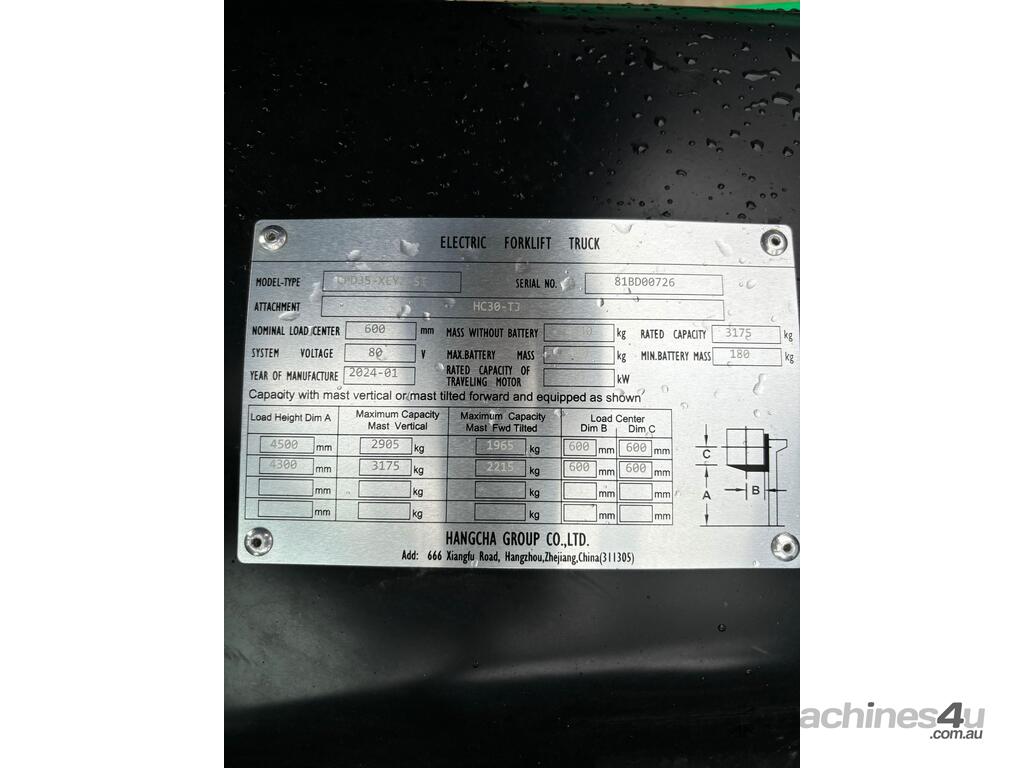 ELECTRIC FORKLIFT TRUCK
MODEL-TYPE SERIAL NO. 81BD00726
ATTACHMENT HC30-TJ
NOMINAL LOAD CENTER 600 mm MASS WITHOUT BATTERY kg RATED CAPACITY 3175 kg
SYSTEM VOLTAGE 80 V MAX.BATTERY MASS kg MIN.BATTERY MASS 180 kg
YEAR OF MANUFACTURE 2024-01 RATED CAPACITY OF TRAVELING MOTOR kW
Capacity with mast vertical or mast tilted forward and equipped as shown
Load Height Dim A Maximum Capacity Mast Vertical Maximum Capacity Mast Fwd Tilted Load Center Dim B Dim C
4500 mm 2905 kg 1965 kg 600 mm 600 mm
4300 mm 3175 kg 2215 kg 600 mm 600 mm
mm kg kg mm mm
mm kg kg mm mm
C
B
A
HANGCHA GROUP CO.,LTD.
Add: 666 Xiangfu Road, Hangzhou,Zhejiang,China(311305)
machines4u
.com.au